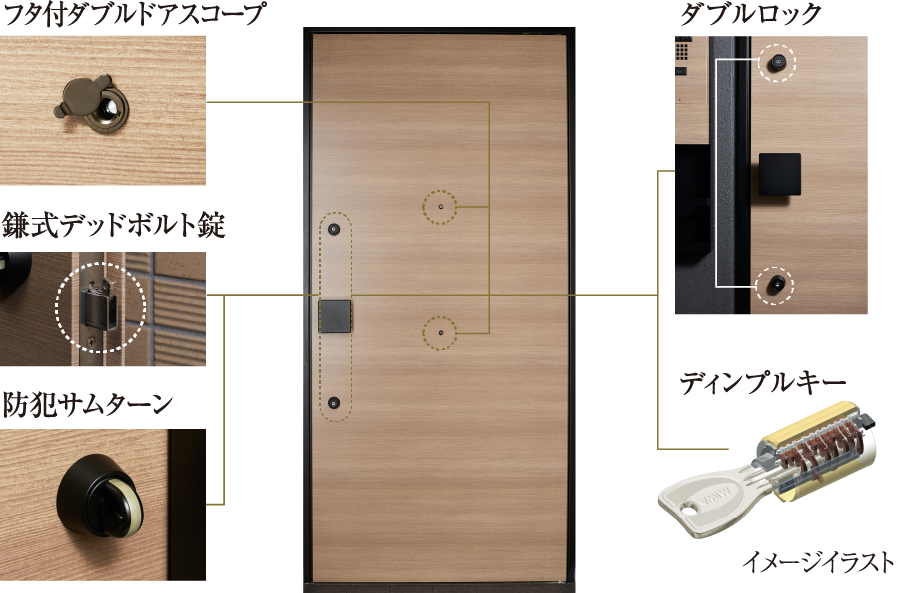 フタ付ダブルドアスコープ
鎌式デッドボルト錠
防犯サムターン
ダブルロック
ディンプルキー
MIWA
イメージイラスト